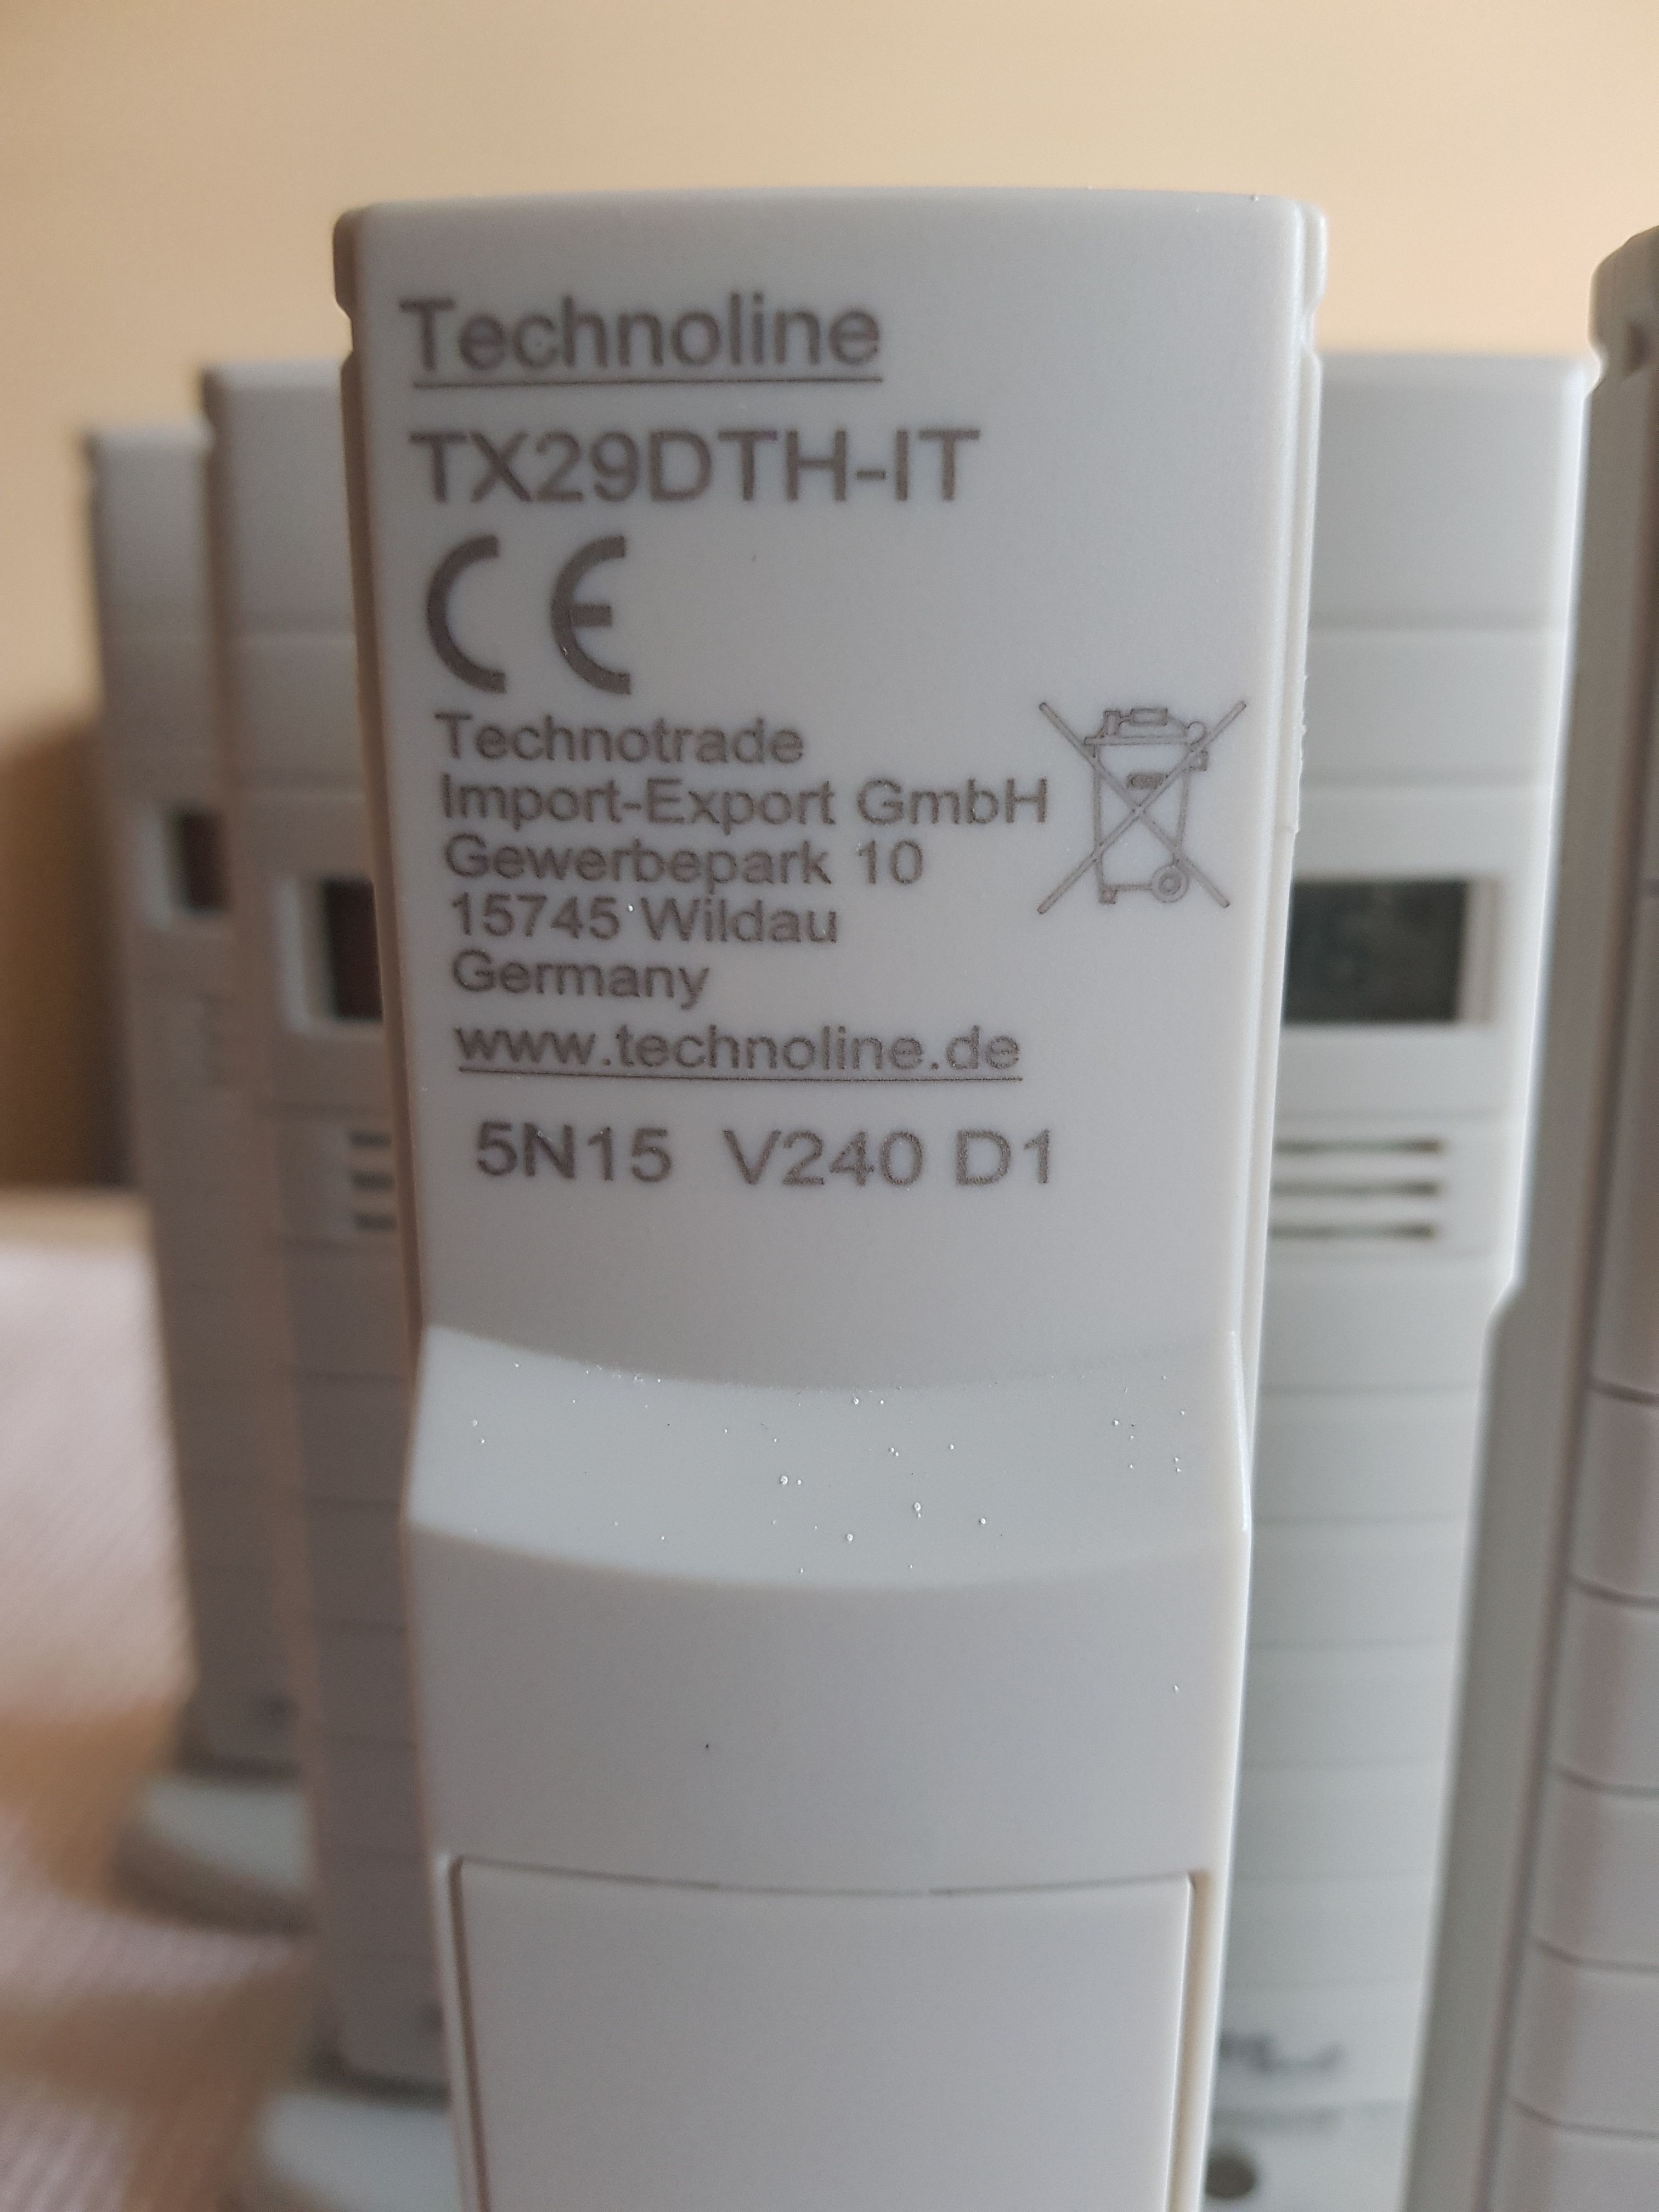 Technoline
TX29DTH-IT
CE
Technotrade
Import-Export GmbH
Gewerbepark 10
15745 Wildau
Germany
www.technoline.de
5N15 V240 D1